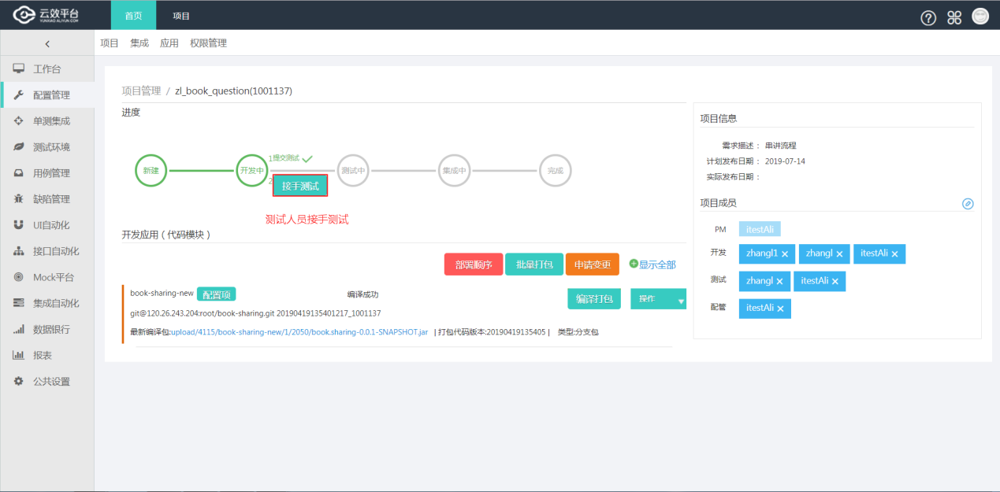 云效平台
YUNXIAO.ALIYUN.COM
首页
项目
项目
集成
应用
权限管理
工作台
配置管理
单测集成
测试环境
用例管理
缺陷管理
UI自动化
接口自动化
Mock平台
集成自动化
数据银行
报表
公共设置
项目管理 / zl_book_question(1001137)
进度
新建
开发中
1提交测试
2
接手测试
测试中
集成中
完成
测试人员接手测试
开发应用 ( 代码模块 )
部署顺序
批量打包
申请变更
显示全部
book-sharing-new
配置项
编译成功
编译打包
操作
git@120.26.243.204:root/book-sharing.git 20190419135401217_1001137
最新编译包:upload/4115/book-sharing-new/1/2050/book.sharing-0.0.1-SNAPSHOT.jar | 打包代码版本:20190419135405 | 类型:分支包
项目信息
需求描述 : 串讲流程
计划发布日期 : 2019-07-14
实际发布日期 :
项目成员
PM itestAli
开发 zhangl1 × zhangl × itestAli ×
测试 zhangl × itestAli ×
配管 itestAli ×